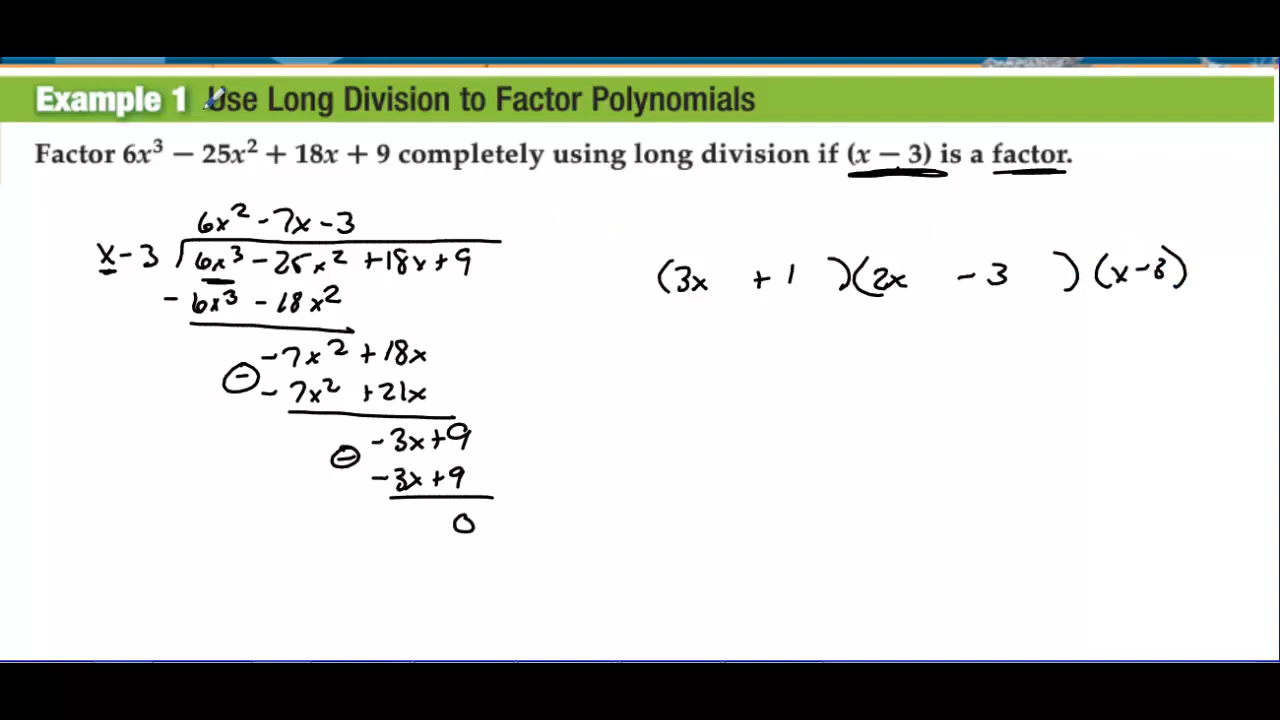 Example 1 Use Long Division to Factor Polynomials
Factor 6x³ − 25x² + 18x + 9 completely using long division if (x − 3) is a factor.
6x² - 7x - 3
x - 3 6x³ - 25x² + 18x + 9
- 6x³ - 18x²
- 7x² + 18x
- - 7x² + 21x
- 3x + 9
- - 3x + 9
0
(3x + 1 )(2x - 3 )(x - 3)